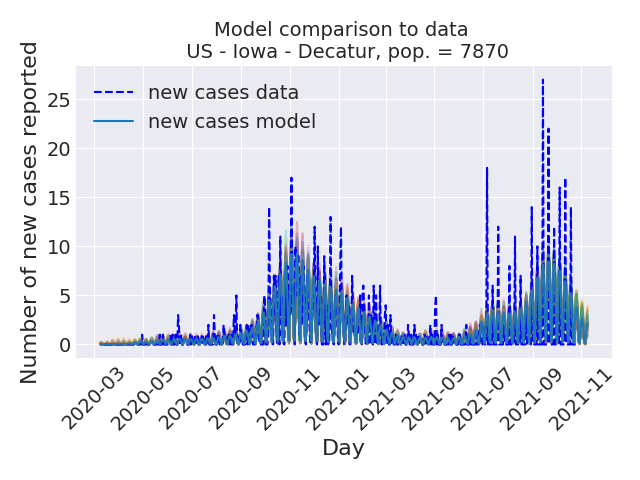 Model comparison to data
US - Iowa - Decatur, pop. = 7870
Number of new cases reported
25
20
15
10
5
0
new cases data
new cases model
2020-03
2020-05
2020-07
2020-09
2020-11
2021-01
2021-03
2021-05
2021-07
2021-09
2021-11
Day